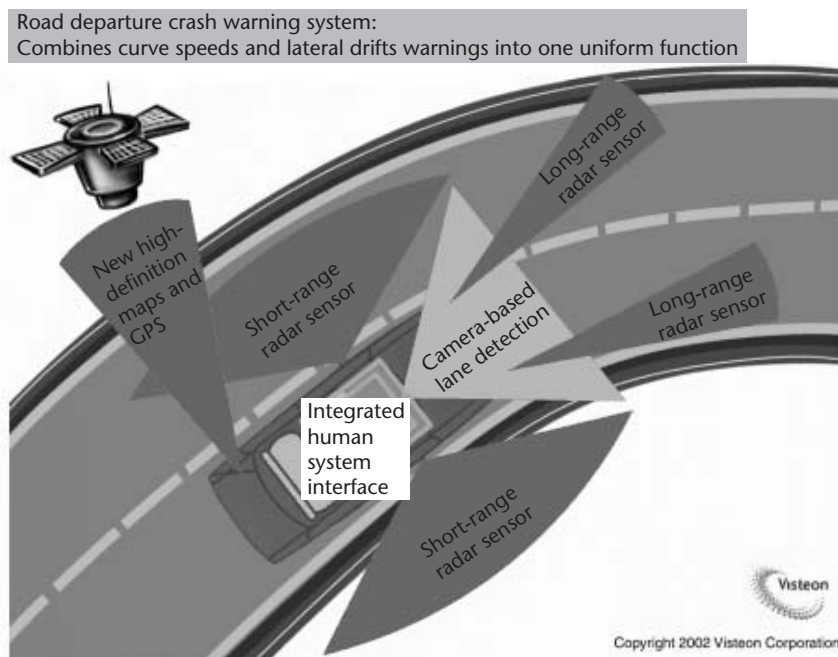 Road departure crash warning system:
Combines curve speeds and lateral drifts warnings into one uniform function
Long-range
radar sensor
New high-
definition
maps and
GPS
Short-range
radar sensor
Camera-based
lane detection
Long-range
radar sensor
Integrated
human
system
interface
Short-range
radar sensor
Visteon
Copyright 2002 Visteon Corporation